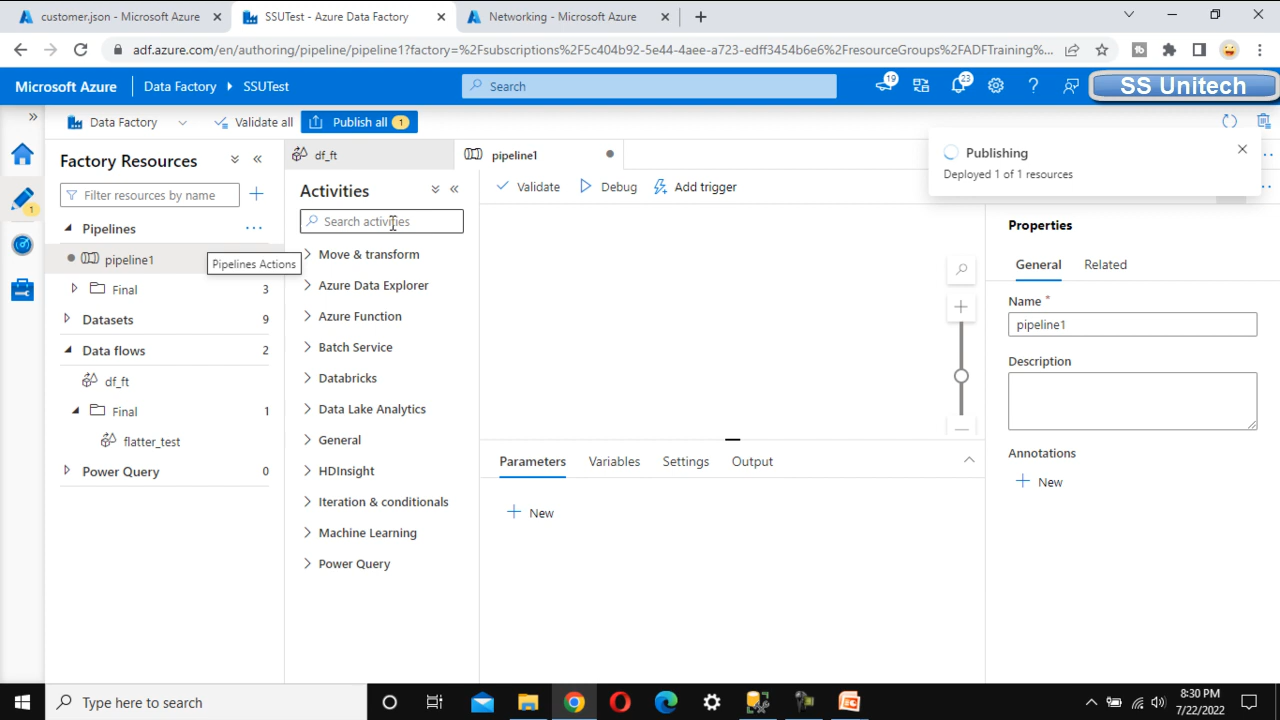 customer.json - Microsoft Azure
SSUTest - Azure Data Factory
Networking - Microsoft Azure
adf.azure.com/en/authoring/pipeline/pipeline1?factory=%2Fsubscriptions%2F5c404b92-5e44-4aee-a723-edff3454b6e6%2FresourceGroups%2FADFTraining%...
Microsoft Azure
Data Factory
SSUTest
Search
19
23
SS Unitech
Data Factory
Validate all
Publish all
1
Publishing
Deployed 1 of 1 resources
Factory Resources
Filter resources by name
Pipelines
pipeline1
Pipelines Actions
Final
3
Datasets
9
Data flows
2
df_ft
Final
1
flatter_test
Power Query
0
1
df_ft
pipeline1
Activities
Search activities
Move & transform
Azure Data Explorer
Azure Function
Batch Service
Databricks
Data Lake Analytics
General
HDInsight
Iteration & conditionals
Machine Learning
Power Query
Validate
Debug
Add trigger
Parameters
Variables
Settings
Output
New
Properties
General
Related
Name *
pipeline1
Description
Annotations
New
Type here to search
8:30 PM
7/22/2022